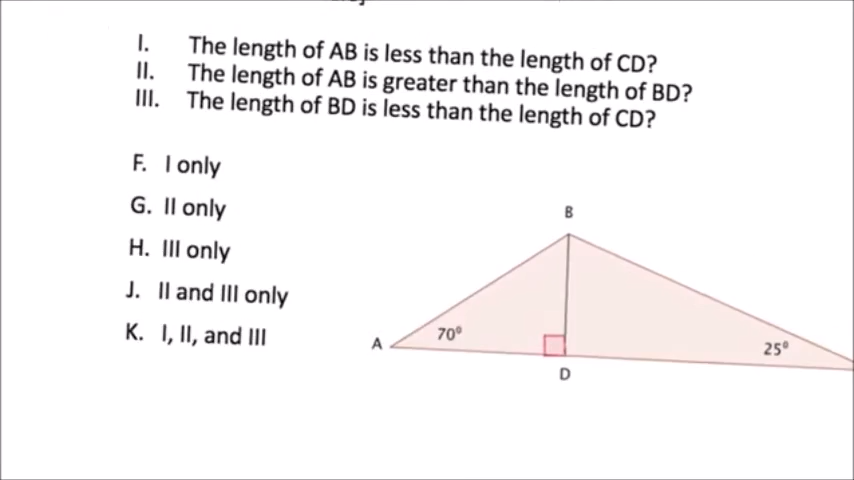 I. The length of AB is less than the length of CD?
II. The length of AB is greater than the length of BD?
III. The length of BD is less than the length of CD?
F. I only
G. II only
H. III only
J. II and III only
K. I, II, and III
B
A
70°
25°
D